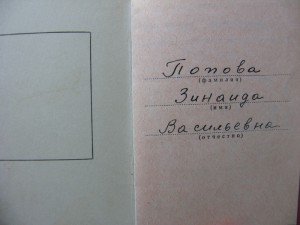 Попова
(фамилия)
Зинаида
(имя)
Васильевна
(отчество)